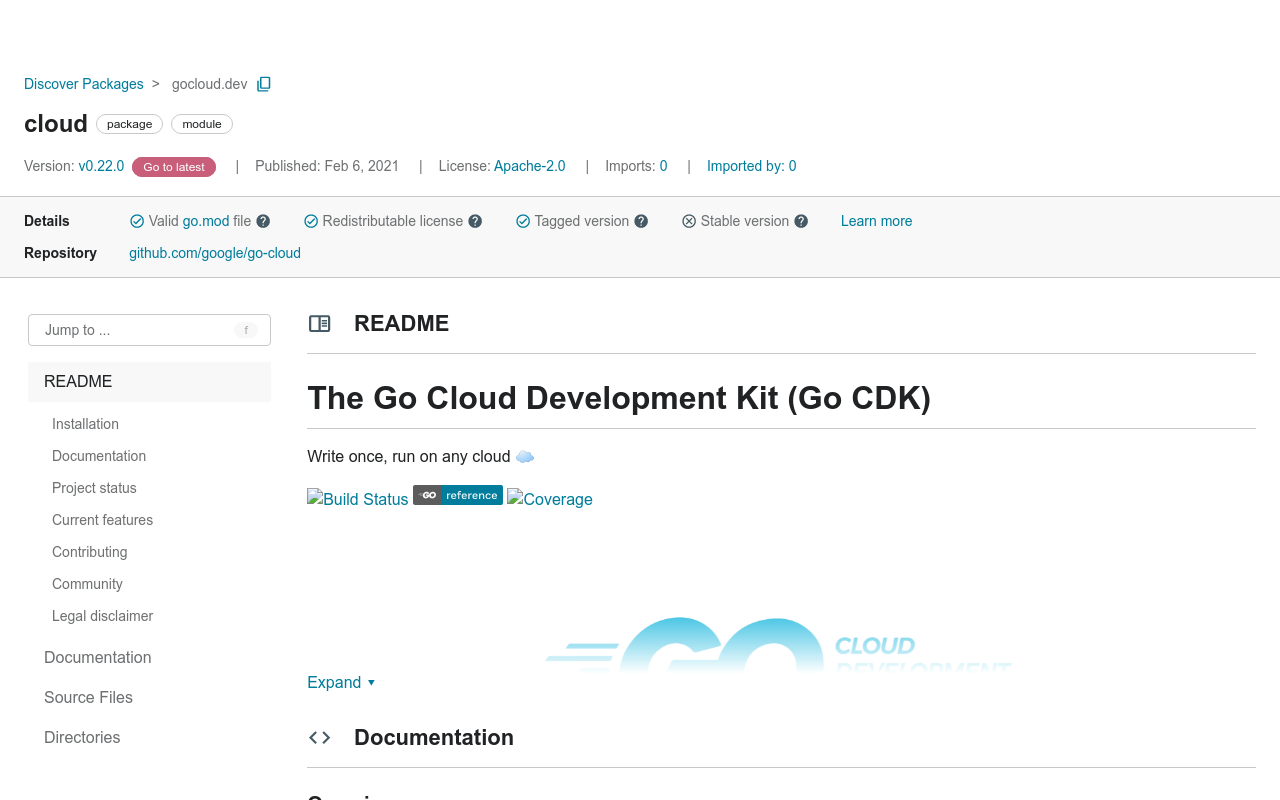 Discover Packages > gocloud.dev
cloud package module
Version: v0.22.0 Go to latest | Published: Feb 6, 2021 | License: Apache-2.0 | Imports: 0 | Imported by: 0
Details Valid go.mod file Redistributable license Tagged version Stable version Learn more
Repository github.com/google/go-cloud
Jump to ... f
README
Installation
Documentation
Project status
Current features
Contributing
Community
Legal disclaimer
Documentation
Source Files
Directories
README
The Go Cloud Development Kit (Go CDK)
Write once, run on any cloud ☁️
Build Status GO reference Coverage
GO CLOUD
DEVELOPMENT
Expand ▼
Documentation